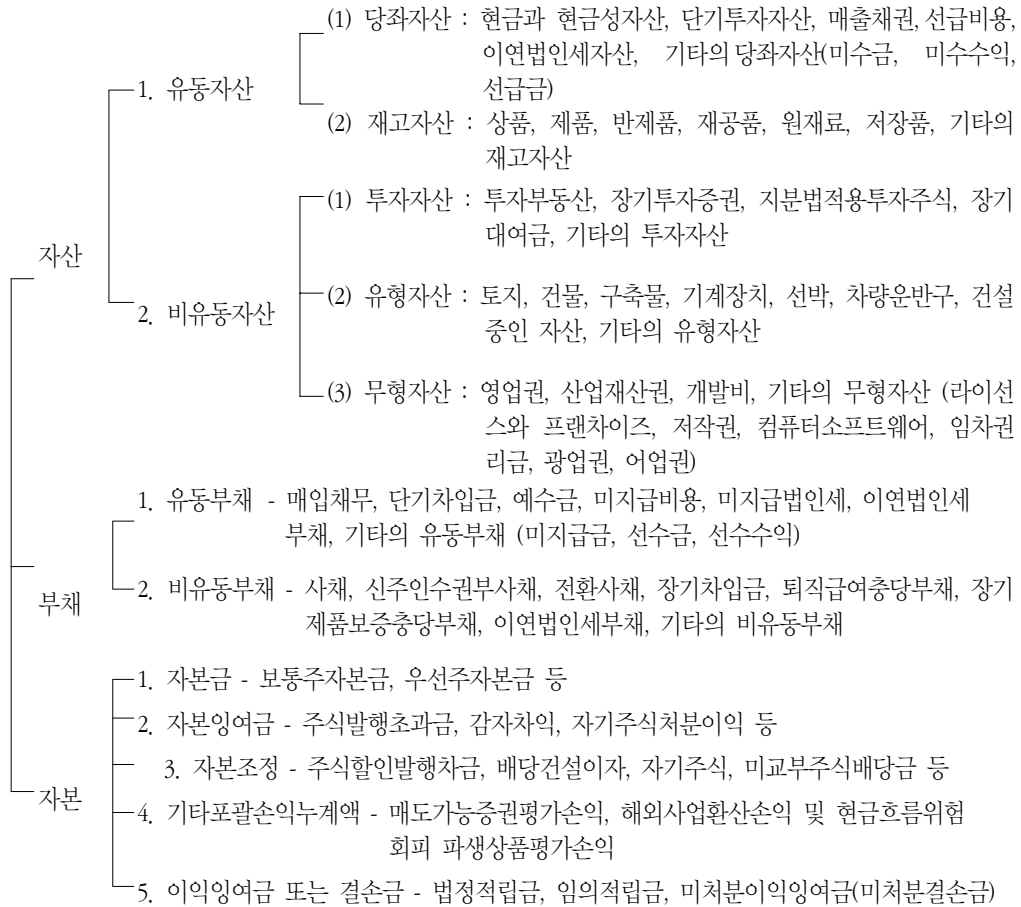 (1) 당좌자산 : 현금과 현금성자산, 단기투자자산, 매출채권, 선급비용,
이연법인세자산, 기타의 당좌자산(미수금, 미수수익,
선급금)
1. 유동자산
(2) 재고자산 : 상품, 제품, 반제품, 재공품, 원재료, 저장품, 기타의
재고자산
(1) 투자자산 : 투자부동산, 장기투자증권, 지분법적용투자주식, 장기
대여금, 기타의 투자자산
자산
2. 비유동자산
(2) 유형자산 : 토지, 건물, 구축물, 기계장치, 선박, 차량운반구, 건설
중인 자산, 기타의 유형자산
(3) 무형자산 : 영업권, 산업재산권, 개발비, 기타의 무형자산 (라이선
스와 프랜차이즈, 저작권, 컴퓨터소프트웨어, 임차권
리금, 광업권, 어업권)
1. 유동부채 - 매입채무, 단기차입금, 예수금, 미지급비용, 미지급법인세, 이연법인세
부채, 기타의 유동부채 (미지급금, 선수금, 선수수익)
부채
2. 비유동부채 - 사채, 신주인수권부사채, 전환사채, 장기차입금, 퇴직급여충당부채, 장기
제품보증충당부채, 이연법인세부채, 기타의 비유동부채
1. 자본금 - 보통주자본금, 우선주자본금 등
2. 자본잉여금 - 주식발행초과금, 감자차익, 자기주식처분이익 등
3. 자본조정 - 주식할인발행차금, 배당건설이자, 자기주식, 미교부주식배당금 등
자본
4. 기타포괄손익누계액 - 매도가능증권평가손익, 해외사업환산손익 및 현금흐름위험
회피 파생상품평가손익
5. 이익잉여금 또는 결손금 - 법정적립금, 임의적립금, 미처분이익잉여금(미처분결손금)